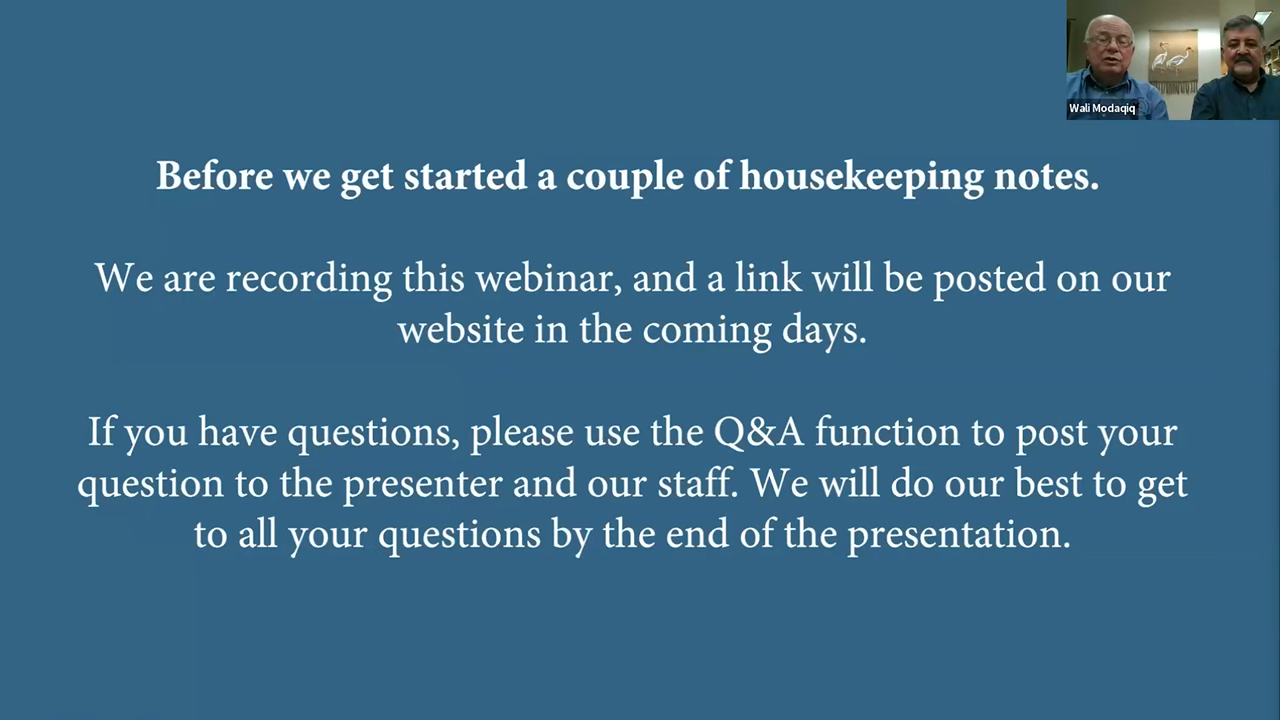 Wali Modaqiq
Before we get started a couple of housekeeping notes.
We are recording this webinar, and a link will be posted on our
website in the coming days.
If you have questions, please use the Q&A function to post your
question to the presenter and our staff. We will do our best to get
to all your questions by the end of the presentation.